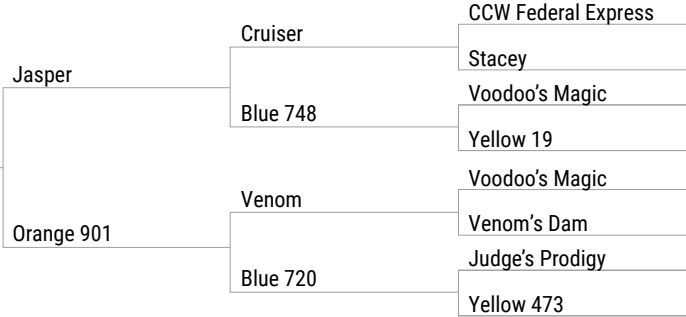 CCW Federal Express
Cruiser
Stacey
Jasper
Voodoo’s Magic
Blue 748
Yellow 19
Voodoo’s Magic
Venom
Venom’s Dam
Orange 901
Judge’s Prodigy
Blue 720
Yellow 473